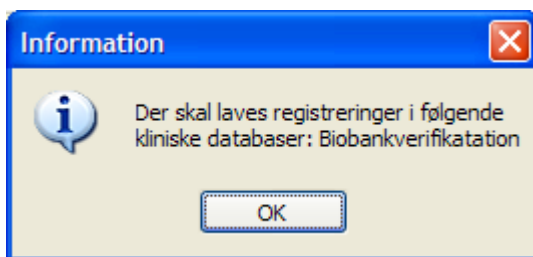 Information
Der skal laves registreringer i følgende
kliniske databaser: Biobankverifikatation
OK